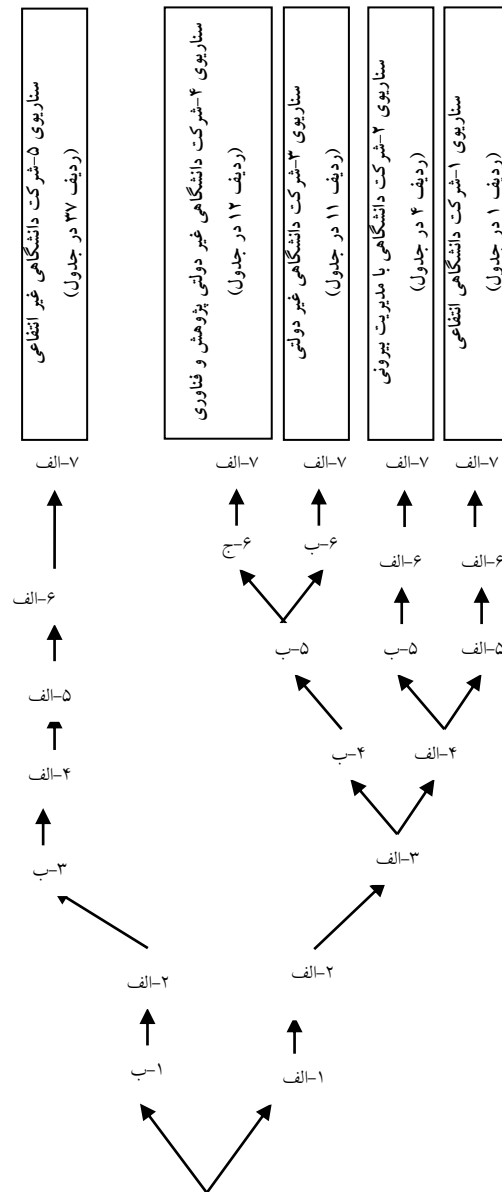 سناریوی ۱-شرکت دانشگاهی انتفاعی
(ردیف ۱ در جدول)
سناریوی ۲-شرکت دانشگاهی با مدیریت بیرونی
(ردیف ۴ در جدول)
سناریوی ۳-شرکت دانشگاهی غیر دولتی
(ردیف ۱۱ در جدول)
سناریوی ۴-شرکت دانشگاهی غیر دولتی پژوهش و فناوری
(ردیف ۱۲ در جدول)
سناریوی ۵-شرکت دانشگاهی غیر انتفاعی
(ردیف ۳۷ در جدول)
۷-الف
۷-الف
۷-الف
۷-الف
۷-الف
۶-الف
۶-الف
۶-ب
۶-ج
۶-الف
۵-الف
۵-ب
۵-ب
۵-الف
۴-الف
۴-ب
۴-الف
۳-الف
۳-ب
۲-الف
۲-الف
۱-الف
۱-ب